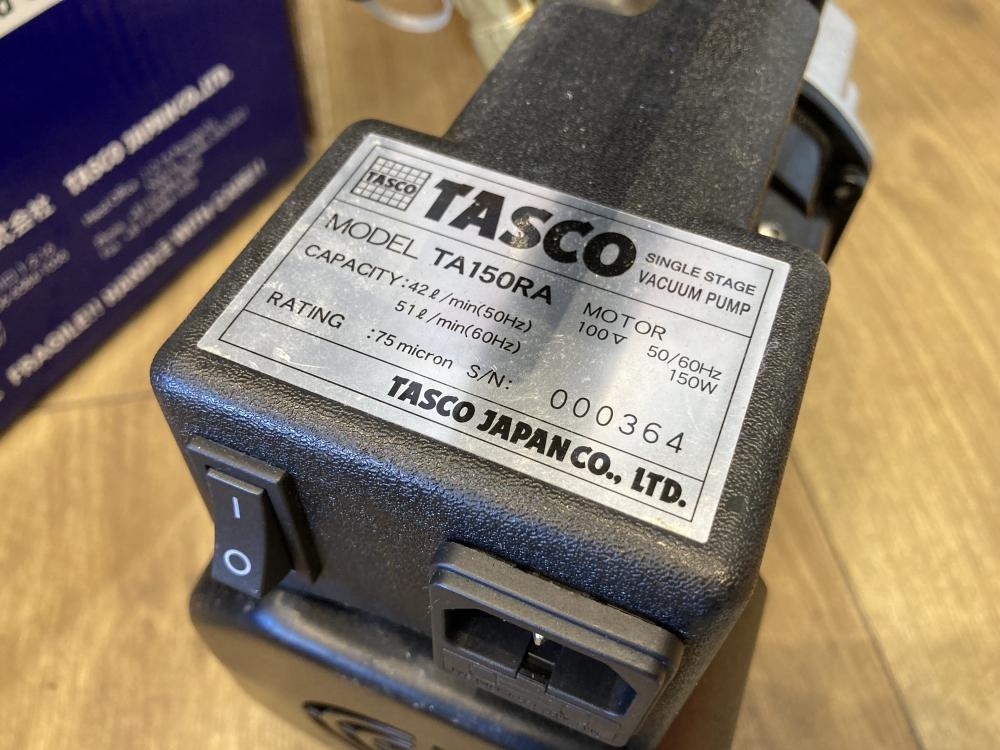 TASCO JAPAN CO.,LTD.
FRAGILE!! HANDLE WITH CARE!!
TASCO
TASCO
SINGLE STAGE
VACUUM PUMP
MODEL TA150RA
MOTOR
CAPACITY:42ℓ/min(50Hz)
51ℓ/min(60Hz)
100V 50/60Hz
150W
RATING :75 micron S/N: 000364
TASCO JAPAN CO., LTD.
I
O